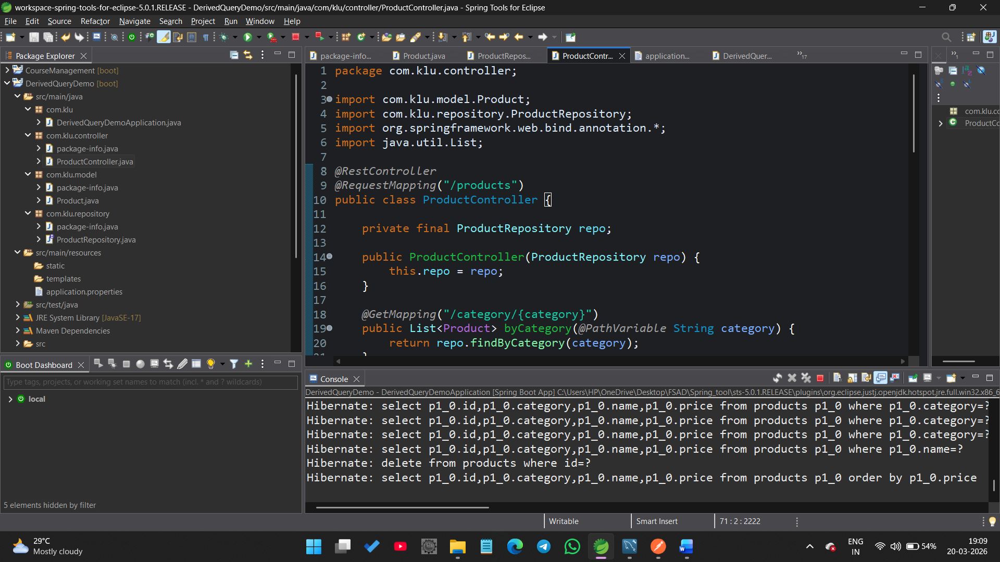 workspace-spring-tools-for-eclipse-5.0.1.RELEASE - DerivedQueryDemo/src/main/java/com/klu/controller/ProductController.java - Spring Tools for Eclipse
File Edit Source Refactor Navigate Search Project Run Window Help
Package Explorer
CourseManagement [boot]
DerivedQueryDemo [boot]
src/main/java
com.klu
DerivedQueryDemoApplication.java
com.klu.controller
package-info.java
ProductController.java
com.klu.model
package-info.java
Product.java
com.klu.repository
package-info.java
ProductRepository.java
src/main/resources
static
templates
application.properties
src/test/java
JRE System Library [JavaSE-17]
Maven Dependencies
src
Boot Dashboard
Type tags, projects, or working set names to match (incl. * and ? wildcards)
local
5 elements hidden by filter
package-info... Product.java ProductRepos... ProductContr... application... DerivedQuer... »17
1 package com.klu.controller;
2
3 import com.klu.model.Product;
4 import com.klu.repository.ProductRepository;
5 import org.springframework.web.bind.annotation.*;
6 import java.util.List;
7
8 @RestController
9 @RequestMapping("/products")
10 public class ProductController {
11
12 private final ProductRepository repo;
13
14 public ProductController(ProductRepository repo) {
15 this.repo = repo;
16 }
17
18 @GetMapping("/category/{category}")
19 public List<Product> byCategory(@PathVariable String category) {
20 return repo.findByCategory(category);
»1
com.klu.co
ProductCo
Console
DerivedQueryDemo - DerivedQueryDemoApplication [Spring Boot App] C:\Users\HP\OneDrive\Desktop\FSAD\Spring_tool\sts-5.0.1.RELEASE\plugins\org.eclipse.justj.openjdk.hotspot.jre.full.win32.x86_6
Hibernate: select p1_0.id,p1_0.category,p1_0.name,p1_0.price from products p1_0 where p1_0.category=?
Hibernate: select p1_0.id,p1_0.category,p1_0.name,p1_0.price from products p1_0 where p1_0.category=?
Hibernate: select p1_0.id,p1_0.category,p1_0.name,p1_0.price from products p1_0 where p1_0.category=?
Hibernate: select p1_0.id,p1_0.category,p1_0.name,p1_0.price from products p1_0 where p1_0.name=?
Hibernate: delete from products where id=?
Hibernate: select p1_0.id,p1_0.category,p1_0.name,p1_0.price from products p1_0 order by p1_0.price
Writable Smart Insert 71 : 2 : 2222
29°C
Mostly cloudy
ENG
IN
54%
19:09
20-03-2026